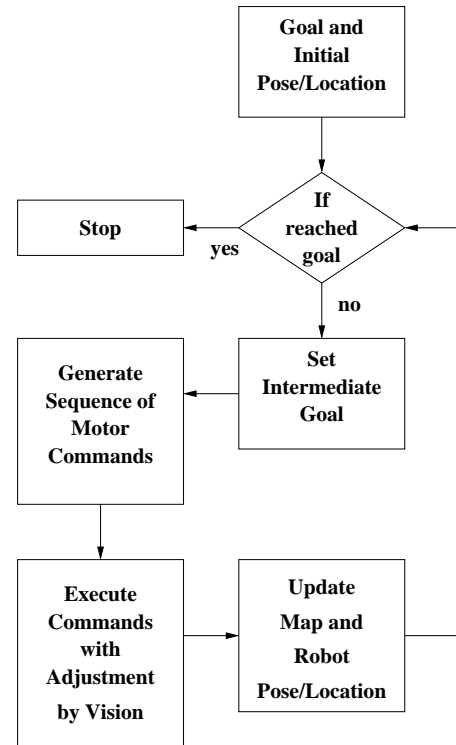 Goal and
Initial
Pose/Location
If
reached
goal
Stop
yes
no
Set
Intermediate
Goal
Generate
Sequence of
Motor
Commands
Execute
Commands
with
Adjustment
by Vision
Update
Map and
Robot
Pose/Location